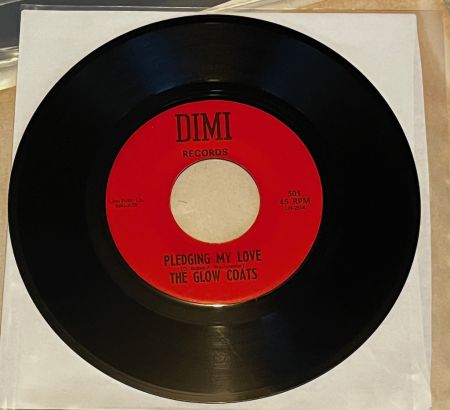 DIMI
RECORDS
501
45 RPM
PLEDGING MY LOVE
THE GLOW COATS